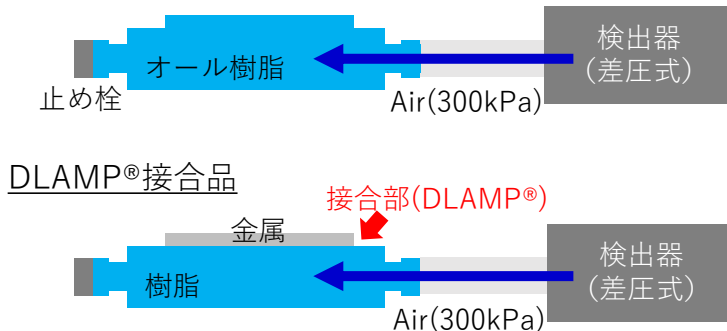 検出器
(差圧式)
オール樹脂
止め栓
Air(300kPa)
DLAMP®接合品
接合部(DLAMP®)
金属
検出器
(差圧式)
樹脂
Air(300kPa)